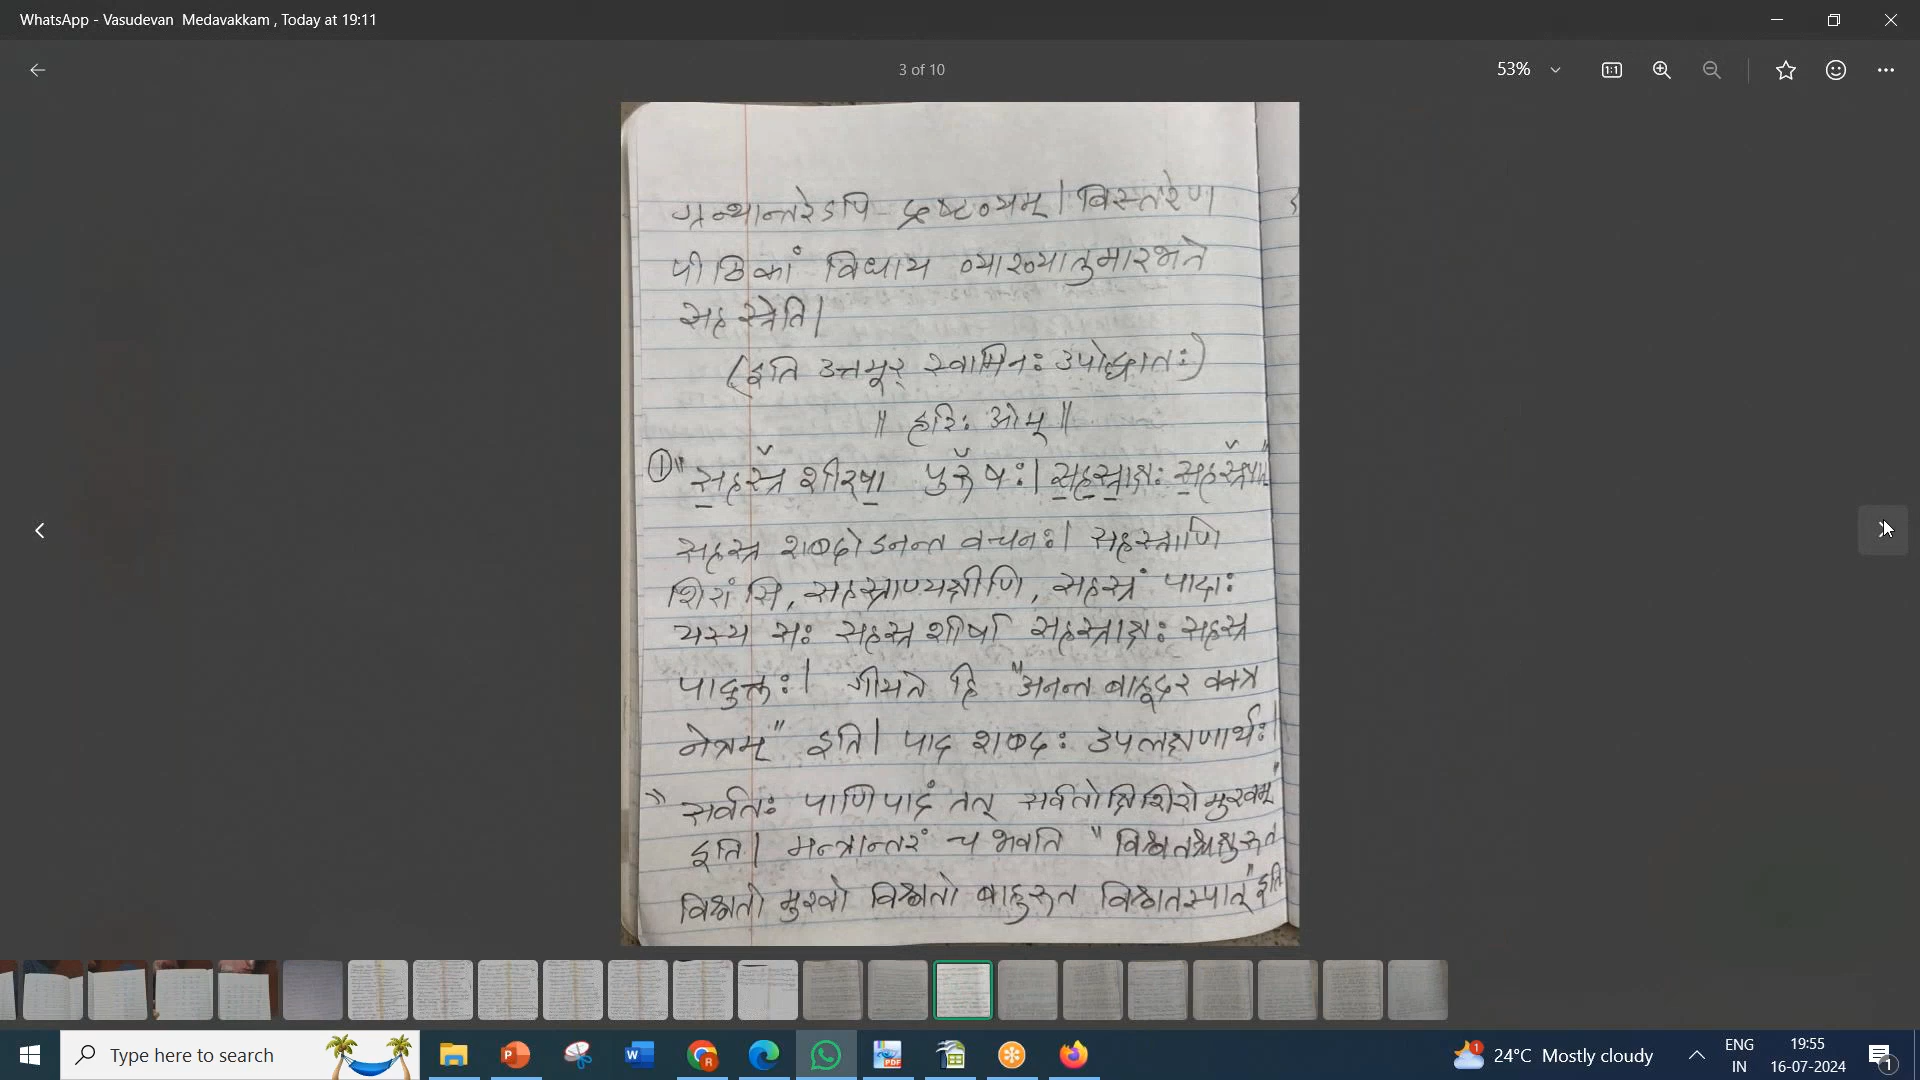 WhatsApp - Vasudevan Medavakkam , Today at 19:11
3 of 10
53%
ग्रन्थान्तरेऽपि द्रष्टव्यम् | विस्तरेण
पीठिकां विधाय व्याख्यातुमारभते
सहस्रेति |
(इति उत्तमूर् स्वामिनः उपोद्घातः)
|| हरिः ओम् ||
① "सहस्र शीर्षा पुरुषः | सहस्राक्षः सहस्रपात्"
सहस्र शब्दोऽनन्त वचनः | सहस्राणि
शिरांसि, सहस्राण्यक्षीणि, सहस्रं पादाः
यस्य सः सहस्र शीर्षा सहस्राक्षः सहस्र
पादुक्तः | गीयते हि "अनन्त बाहूदर वक्त्र
नेत्रम्" इति | पाद शब्दः उपलक्षणार्थः |
"सर्वतः पाणिपादं तत् सर्वतोक्षिशिरोमुखम्"
इति | मन्त्रान्तरं च भवति "विश्वतश्चक्षुरुत
विश्वतो मुखो विश्वतो बाहुरुत विश्वतस्पात्" इति
Type here to search
24°C Mostly cloudy
ENG
IN
19:55
16-07-2024